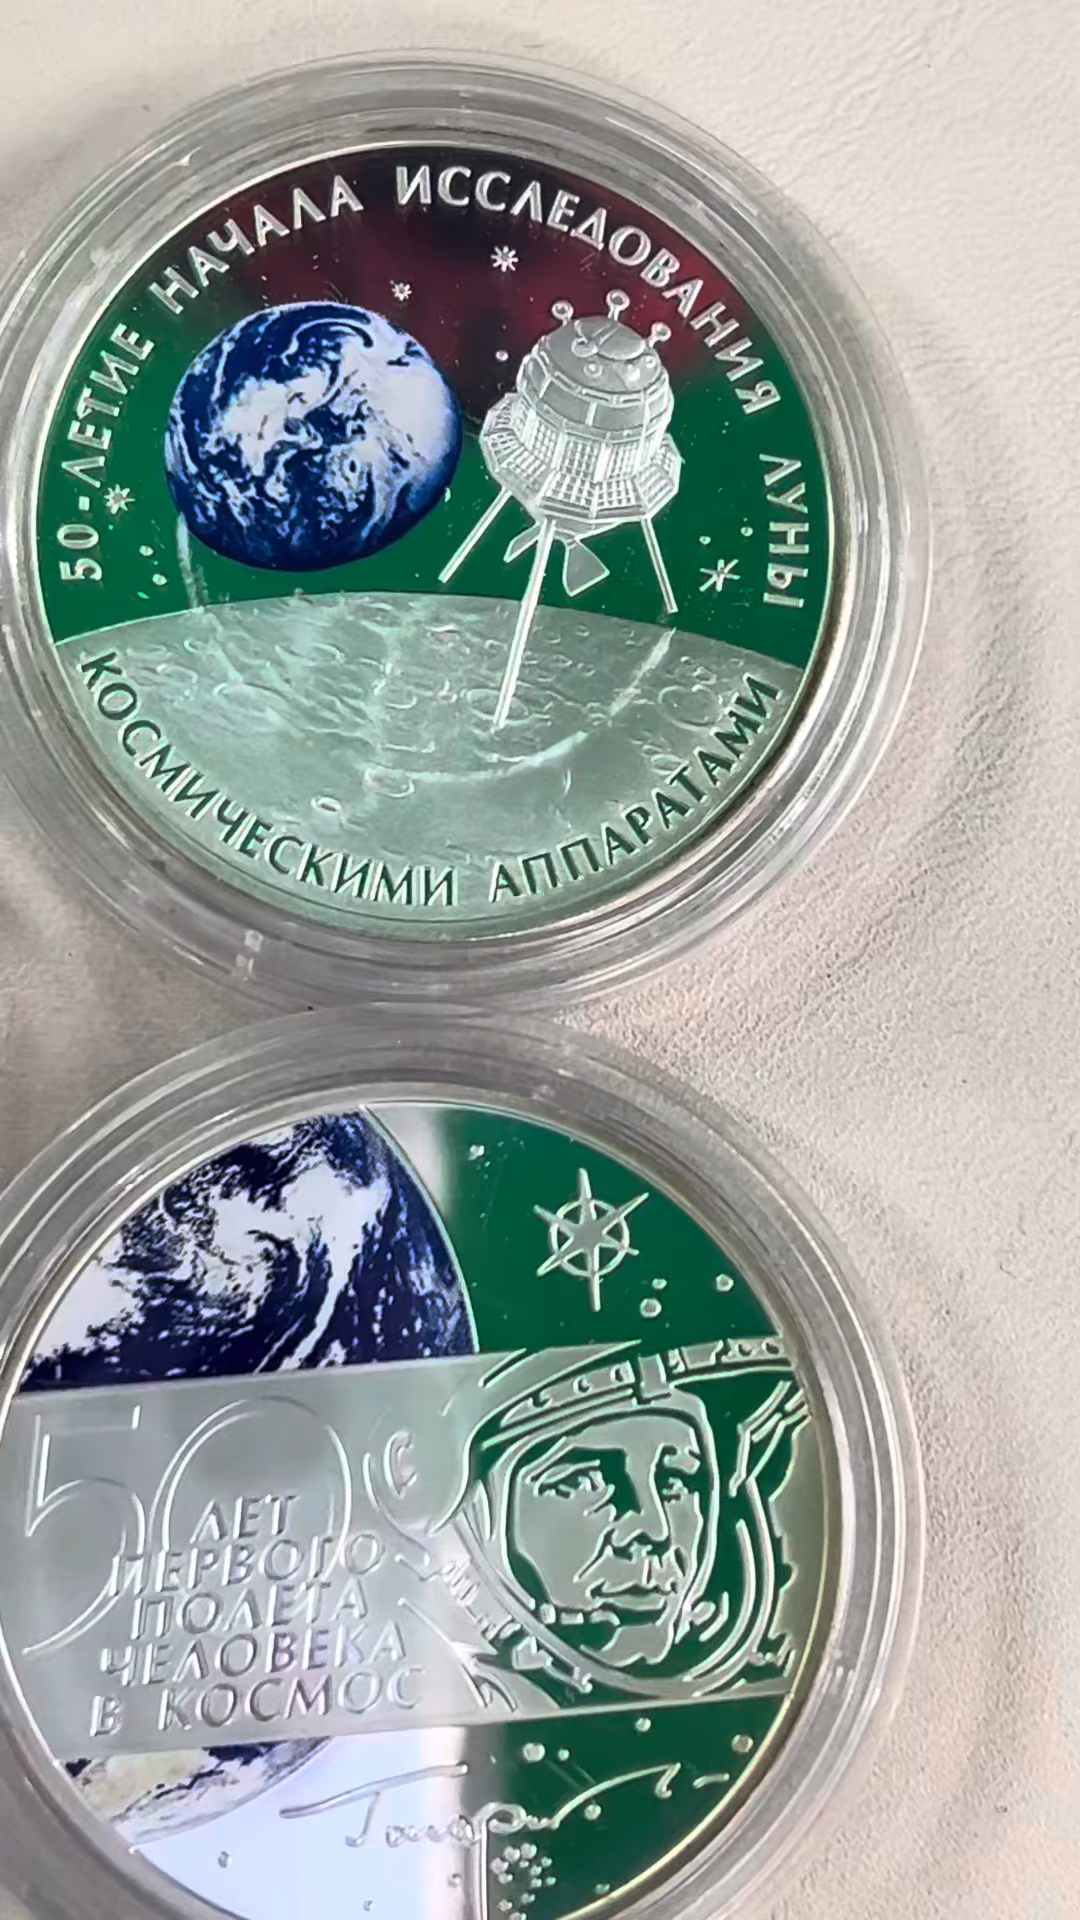 50-ЛЕТИЕ НАЧАЛА ИССЛЕДОВАНИЯ ЛУНЫ
КОСМИЧЕСКИМИ АППАРАТАМИ
50
ЛЕТ
ПЕРВОГО
ПОЛЕТА
ЧЕЛОВЕКА
В КОСМОС